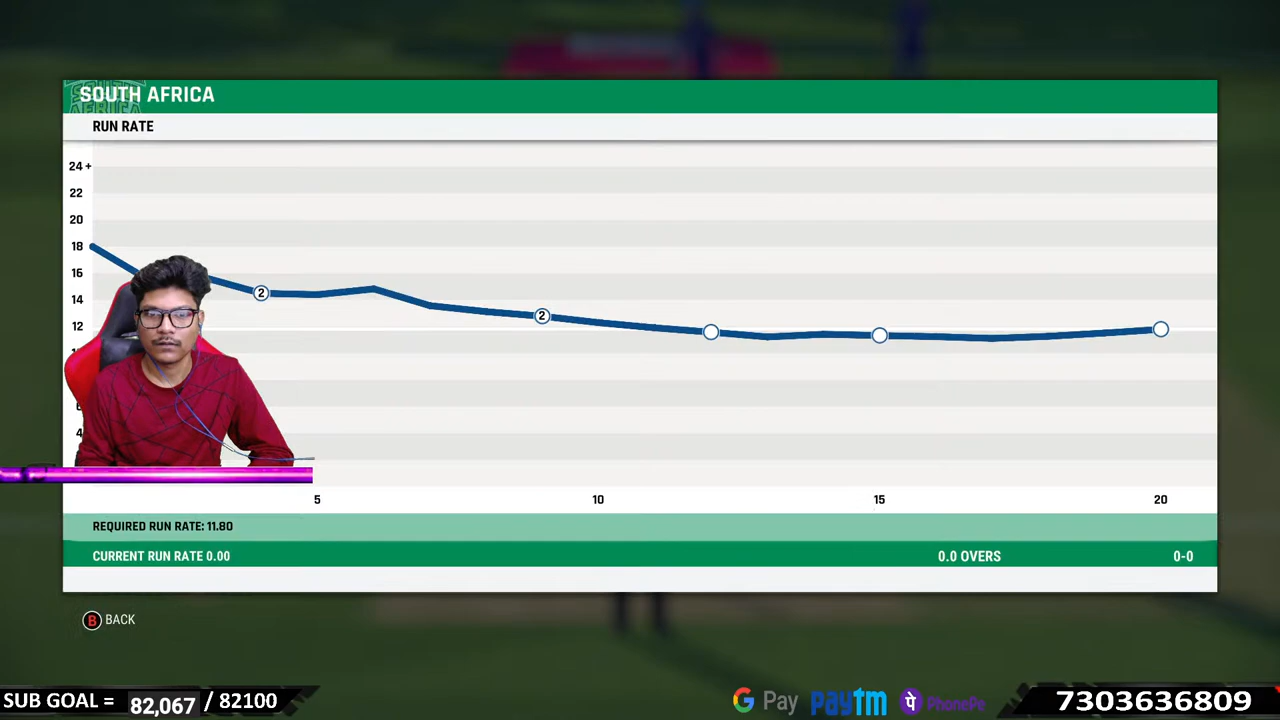 SOUTH AFRICA
RUN RATE
24+
22
20
18
16
14
12
4
2
2
5
10
15
20
REQUIRED RUN RATE: 11.80
CURRENT RUN RATE 0.00
0.0 OVERS
0-0
B BACK
SUB GOAL = 82,067 / 82100
G Pay
paytm
PhonePe
7303636809